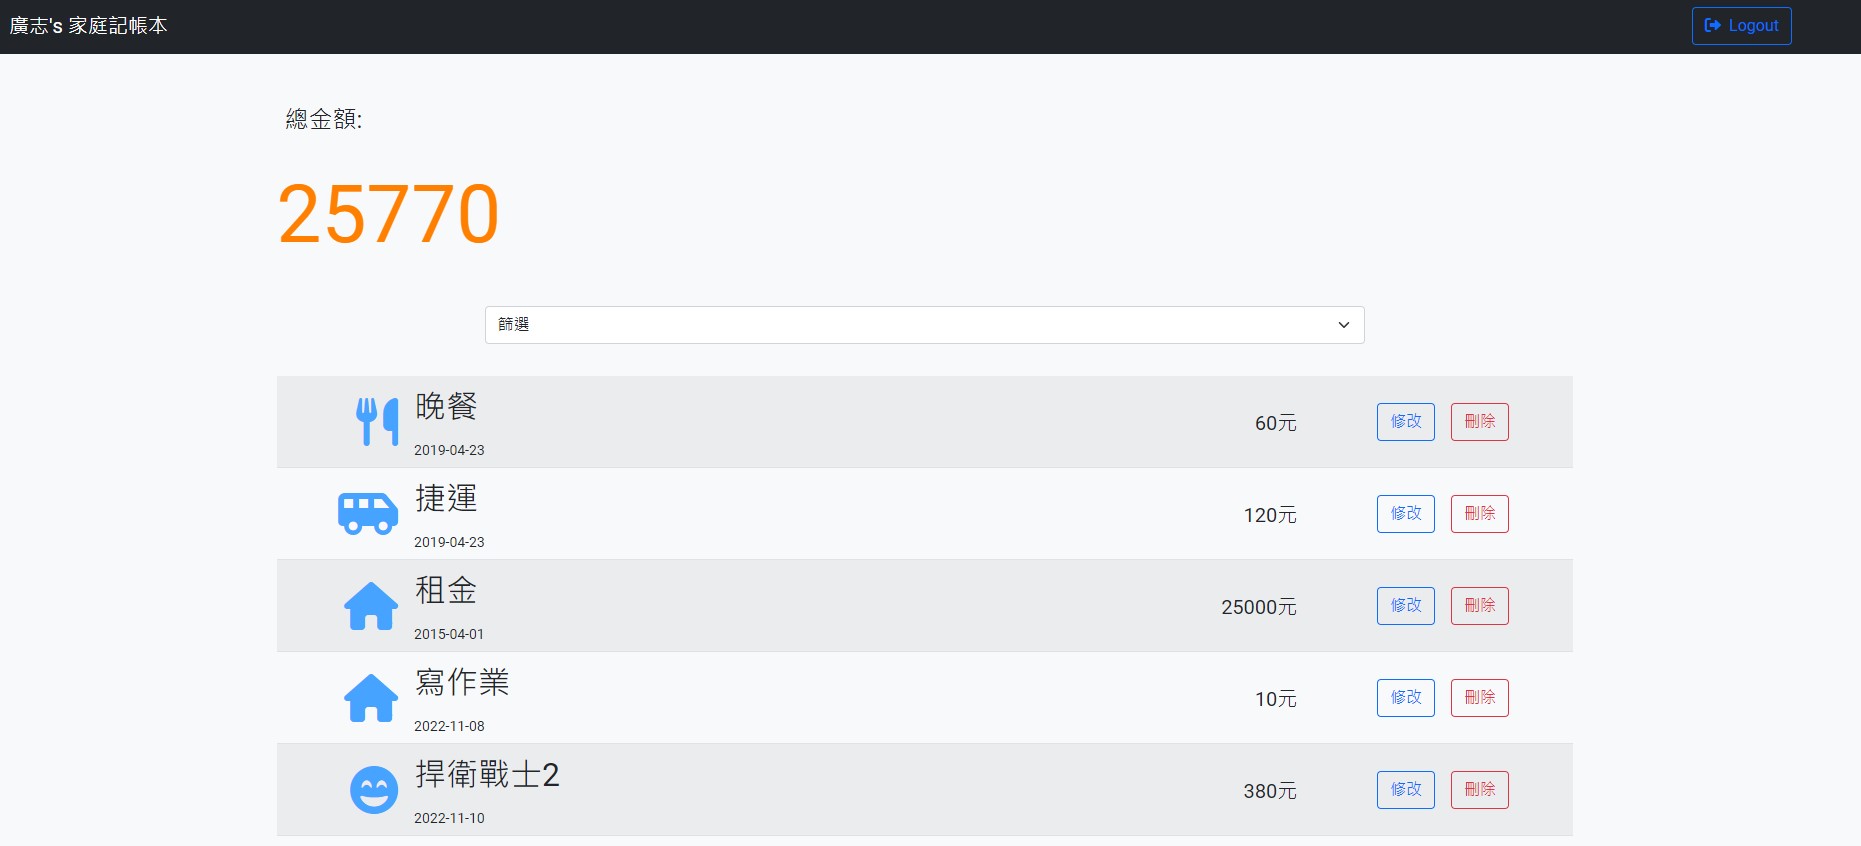 廣志's 家庭記帳本
Logout
總金額:
25770
篩選
晚餐
2019-04-23
60元
修改 刪除
捷運
2019-04-23
120元
修改 刪除
租金
2015-04-01
25000元
修改 刪除
寫作業
2022-11-08
10元
修改 刪除
捍衛戰士2
2022-11-10
380元
修改 刪除